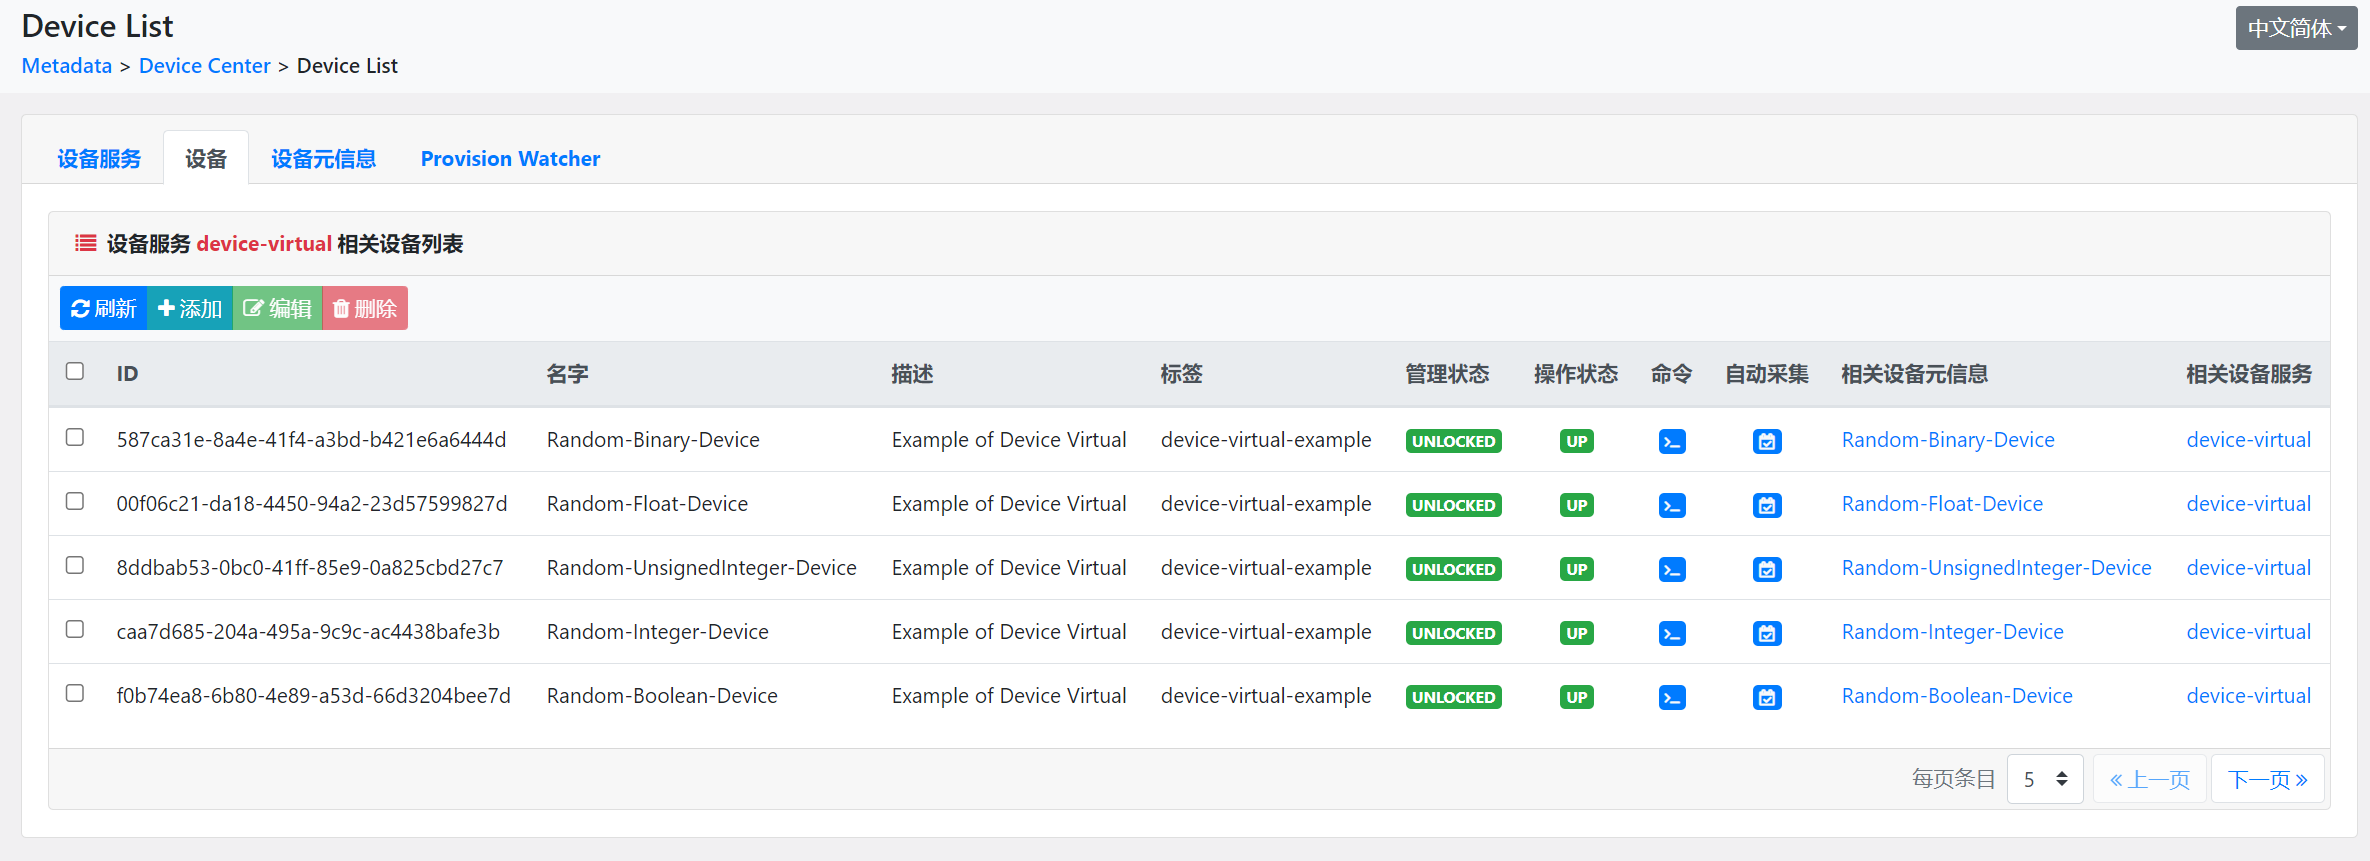 Device List
中文简体
Metadata > Device Center > Device List
设备服务 设备 设备元信息 Provision Watcher
设备服务 device-virtual 相关设备列表
刷新 添加 编辑 删除
ID 名字 描述 标签 管理状态 操作状态 命令 自动采集 相关设备元信息 相关设备服务
587ca31e-8a4e-41f4-a3bd-b421e6a6444d Random-Binary-Device Example of Device Virtual device-virtual-example UNLOCKED UP Random-Binary-Device device-virtual
00f06c21-da18-4450-94a2-23d57599827d Random-Float-Device Example of Device Virtual device-virtual-example UNLOCKED UP Random-Float-Device device-virtual
8ddbab53-0bc0-41ff-85e9-0a825cbd27c7 Random-UnsignedInteger-Device Example of Device Virtual device-virtual-example UNLOCKED UP Random-UnsignedInteger-Device device-virtual
caa7d685-204a-495a-9c9c-ac4438bafe3b Random-Integer-Device Example of Device Virtual device-virtual-example UNLOCKED UP Random-Integer-Device device-virtual
f0b74ea8-6b80-4e89-a53d-66d3204bee7d Random-Boolean-Device Example of Device Virtual device-virtual-example UNLOCKED UP Random-Boolean-Device device-virtual
每页条目 5 « 上一页 下一页 »